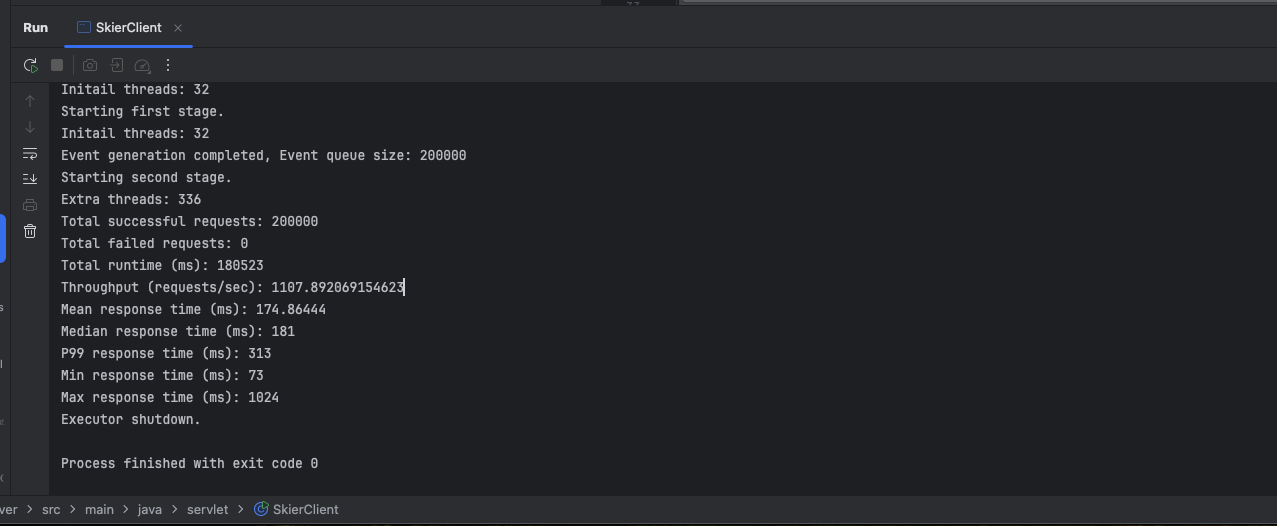 Run SkierClient
Initail threads: 32
Starting first stage.
Initail threads: 32
Event generation completed, Event queue size: 200000
Starting second stage.
Extra threads: 336
Total successful requests: 200000
Total failed requests: 0
Total runtime (ms): 180523
Throughput (requests/sec): 1107.892069154623
Mean response time (ms): 174.86444
Median response time (ms): 181
P99 response time (ms): 313
Min response time (ms): 73
Max response time (ms): 1024
Executor shutdown.
Process finished with exit code 0
ver > src > main > java > servlet > SkierClient